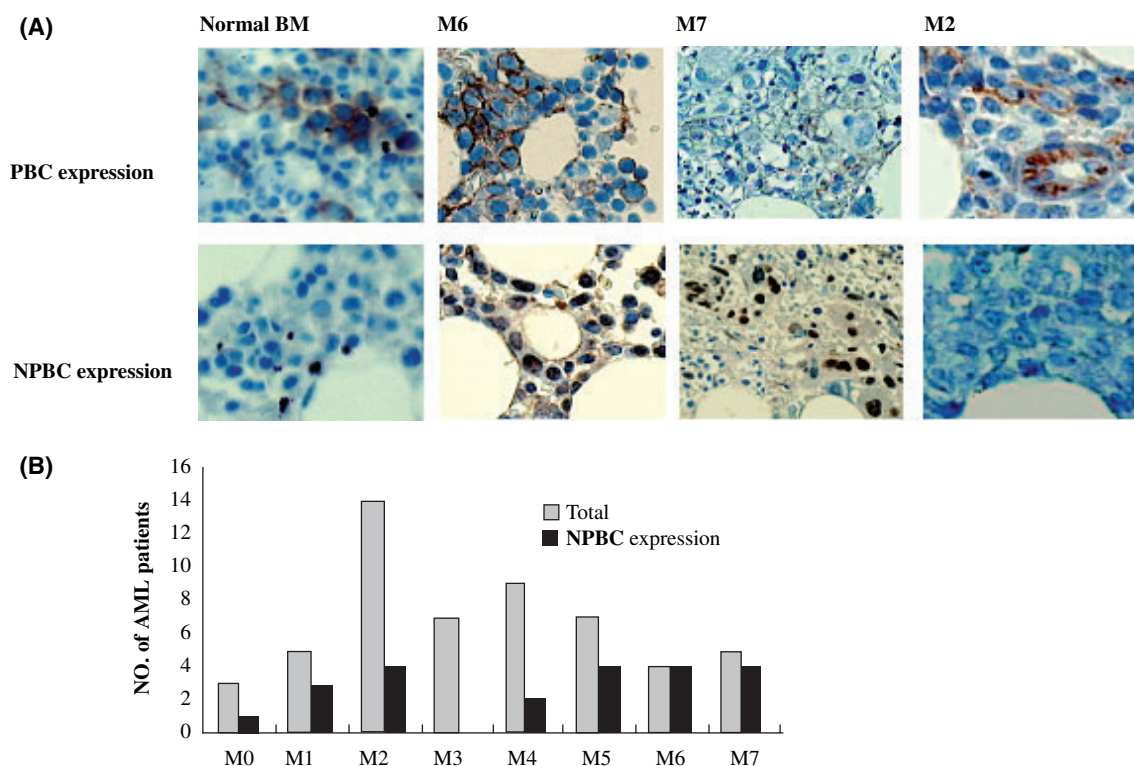 (A)
Normal BM M6 M7 M2
PBC expression
NPBC expression
(B)
NO. of AML patients
16
14
12
10
8
6
4
2
0
Total
NPBC expression
M0 M1 M2 M3 M4 M5 M6 M7